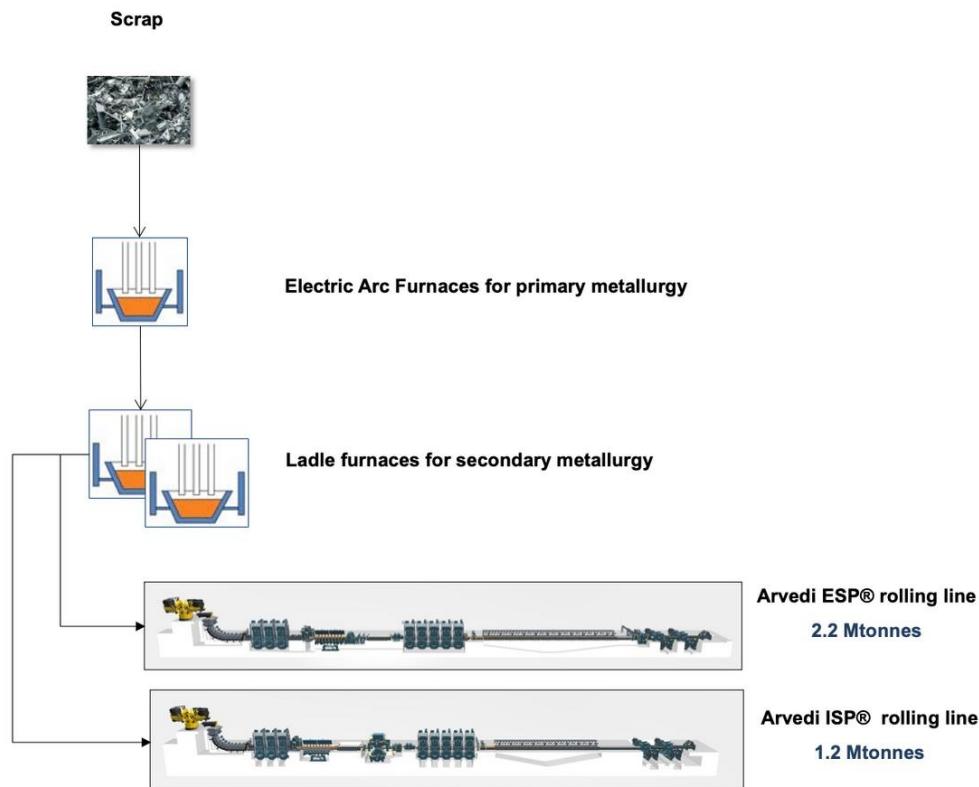 Scrap
Electric Arc Furnaces for primary metallurgy
Ladle furnaces for secondary metallurgy
Arvedi ESP® rolling line
2.2 Mtonnes
Arvedi ISP® rolling line
1.2 Mtonnes